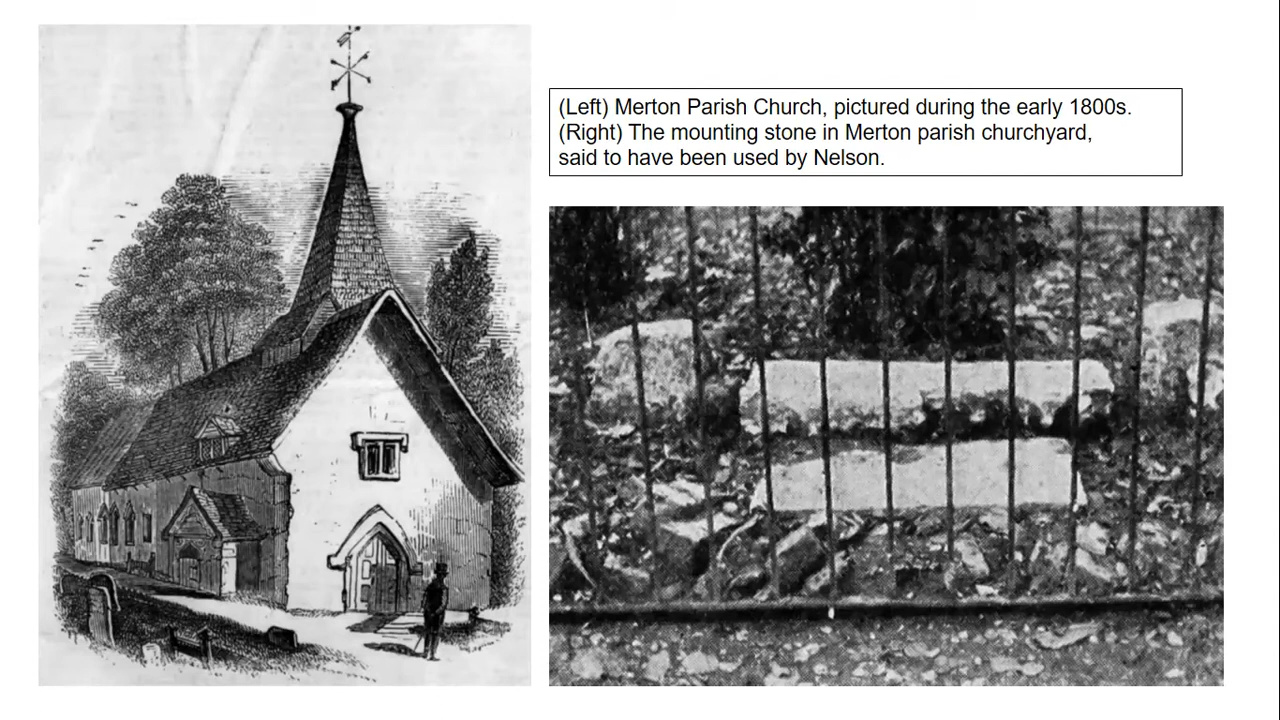 (Left) Merton Parish Church, pictured during the early 1800s.
(Right) The mounting stone in Merton parish churchyard,
said to have been used by Nelson.